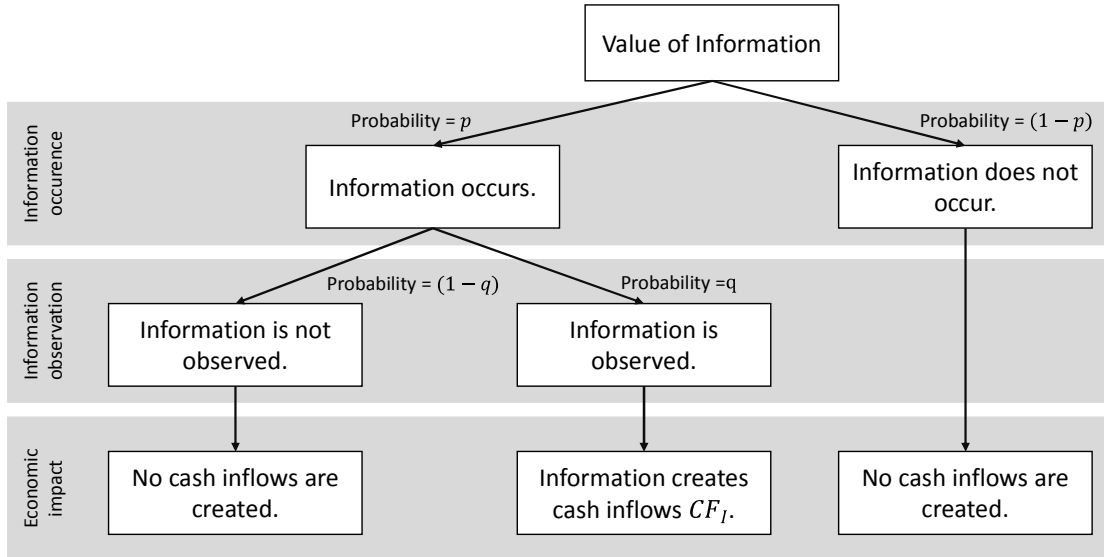 Value of Information
Information
occurence
Probability = p
Probability = (1 − p)
Information occurs.
Information does not
occur.
Information
observation
Probability = (1 − q)
Probability =q
Information is not
observed.
Information is
observed.
Economic
impact
No cash inflows are
created.
Information creates
cash inflows CF_I.
No cash inflows are
created.